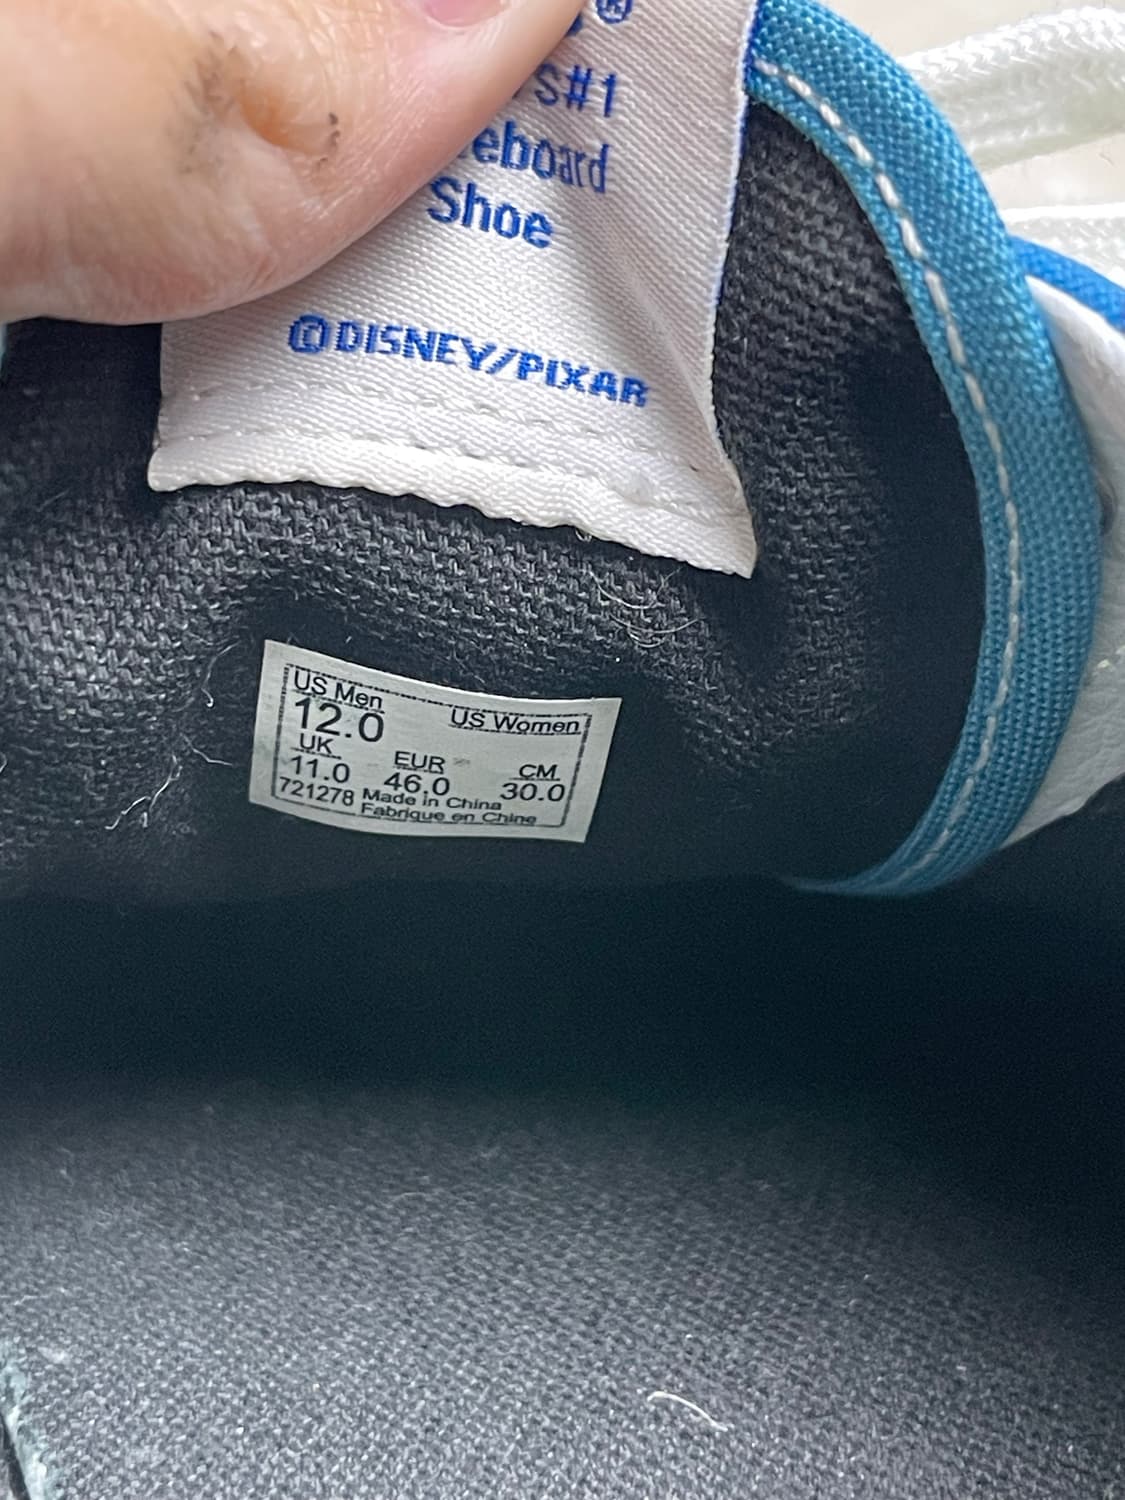 ®
S#1
eboard
Shoe
© DISNEY/PIXAR
US Men
12.0
US Women
UK
11.0
EUR
46.0
CM
30.0
721278
Made in China
Fabrique en Chine